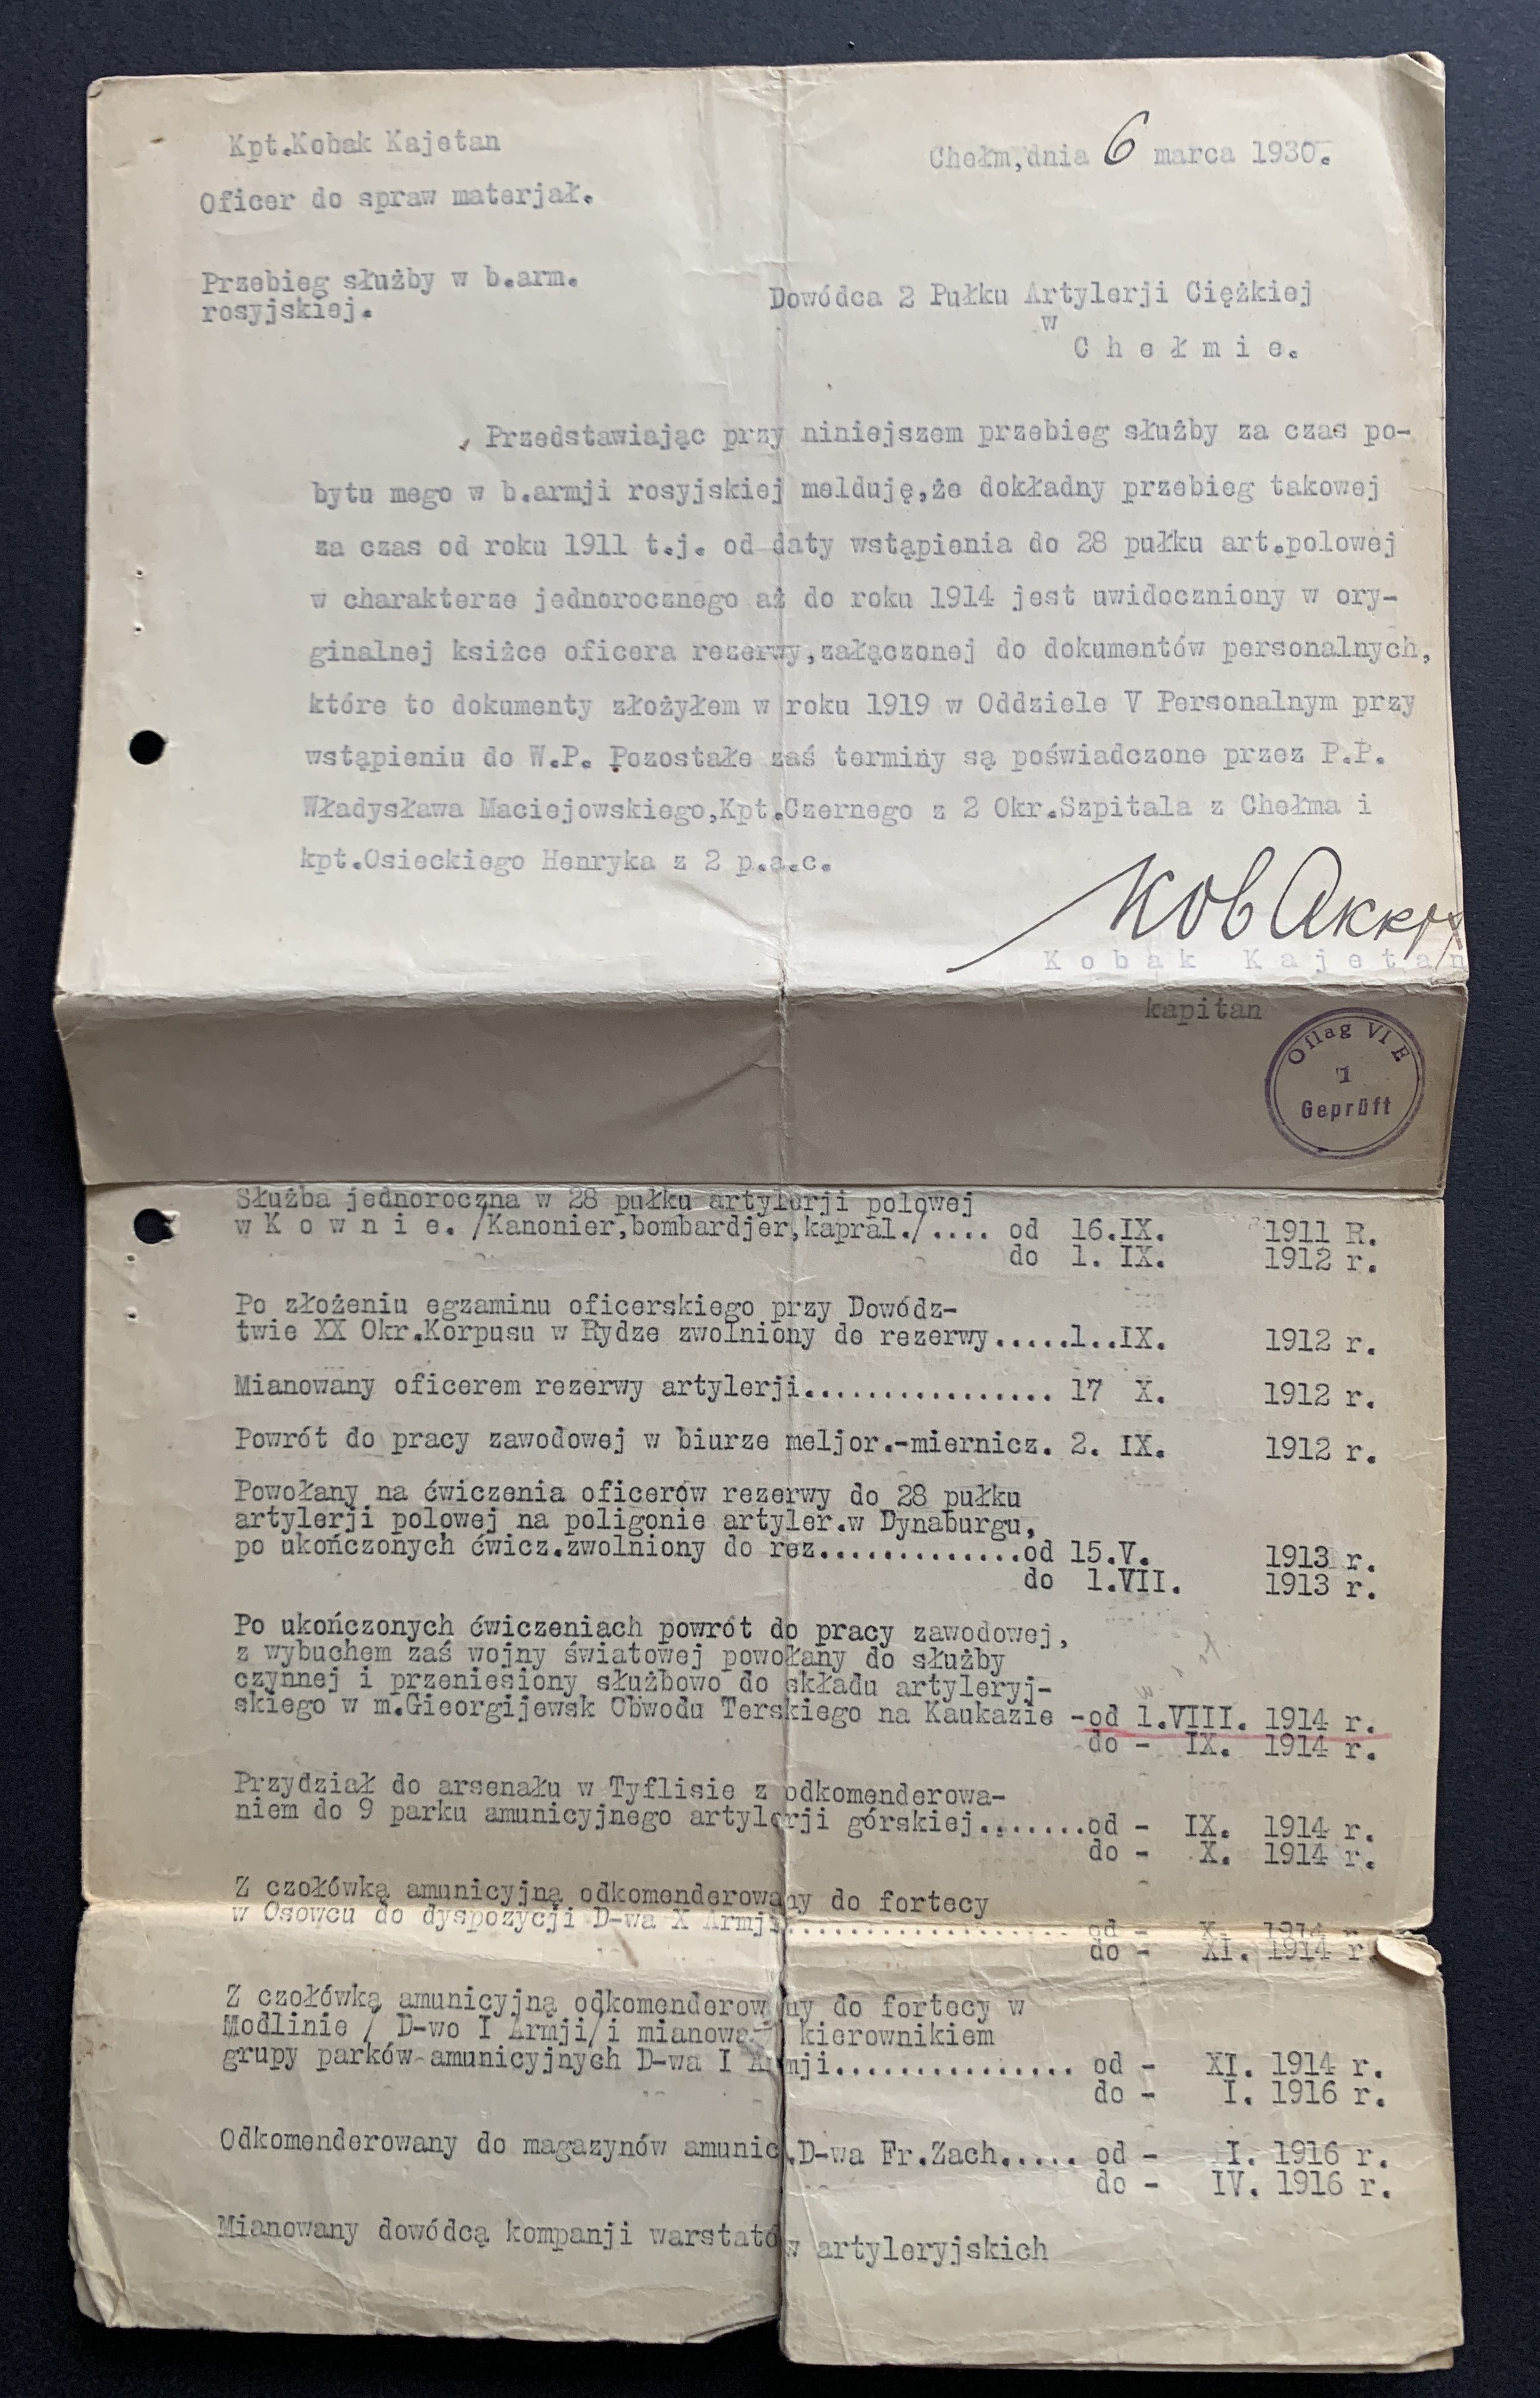 Kpt.Kobak Kajetan
Chełm,dnia 6 marca 1930.
Oficer do spraw materjał.
Przebieg służby w b.arm.
rosyjskiej.
Dowódca 2 Pułku Artylerji Ciężkiej
w
C h e ł m i e.
Przedstawiając przy niniejszem przebieg służby za czas po-
bytu mego w b.armji rosyjskiej melduję,że dokładny przebieg takowej
za czas od roku 1911 t.j. od daty wstąpienia do 28 pułku art.polowej
w charakterze jednorocznego aż do roku 1914 jest uwidoczniony w ory-
ginalnej ksiżce oficera rezerwy,załączonej do dokumentów personalnych,
które to dokumenty złożyłem w roku 1919 w Oddziele V Personalnym przy
wstąpieniu do W.P. Pozostałe zaś terminy są poświadczone przez P.P.
Władysława Maciejowskiego,Kpt.Czernego z 2 Okr.Szpitala z Chełma i
kpt.Osieckiego Henryka z 2 p.a.c.
K o b a k   K a j e t a n
kapitan
Oflag VI E
1
Geprüft
Służba jednoroczna w 28 pułku artylerji polowej
w K o w n i e. /Kanonier,bombardjer,kapral./.... od 16.IX. 1911 R.
do 1. IX. 1912 r.
Po złożeniu egzaminu oficerskiego przy Dowódz-
twie XX Okr.Korpusu w Rydze zwolniony do rezerwy.....1..IX. 1912 r.
Mianowany oficerem rezerwy artylerji................ 17 X. 1912 r.
Powrót do pracy zawodowej w biurze meljor.-miernicz. 2. IX. 1912 r.
Powołany na ćwiczenia oficerów rezerwy do 28 pułku
artylerji polowej na poligonie artyler.w Dynaburgu,
po ukończonych ćwicz.zwolniony do rez.............od 15.V. 1913 r.
do 1.VII. 1913 r.
Po ukończonych ćwiczeniach powrót do pracy zawodowej,
z wybuchem zaś wojny światowej powołany do służby
czynnej i przeniesiony służbowo do składu artyleryj-
skiego w m.Gieorgijewsk Obwodu Terskiego na Kaukazie -od 1.VIII. 1914 r.
do - IX. 1914 r.
Przydział do arsenału w Tyflisie z odkomenderowa-
niem do 9 parku amunicyjnego artylerji górskiej.......od - IX. 1914 r.
do - X. 1914 r.
Z czołówką amunicyjną odkomenderowany do fortecy
w Osowcu do dyspozycji D-wa X Armji.................... od - X. 1914 r.
do - XI. 1914 r.
Z czołówką amunicyjną odkomenderowany do fortecy w
Modlinie / D-wo I Armji/i mianowany kierownikiem
grupy parków-amunicyjnych D-wa I Armji............... od - XI. 1914 r.
do - I. 1916 r.
Odkomenderowany do magazynów amunic.D-wa Fr.Zach..... od - I. 1916 r.
do - IV. 1916 r.
Mianowany dowódcą kompanji warstatów artyleryjskich